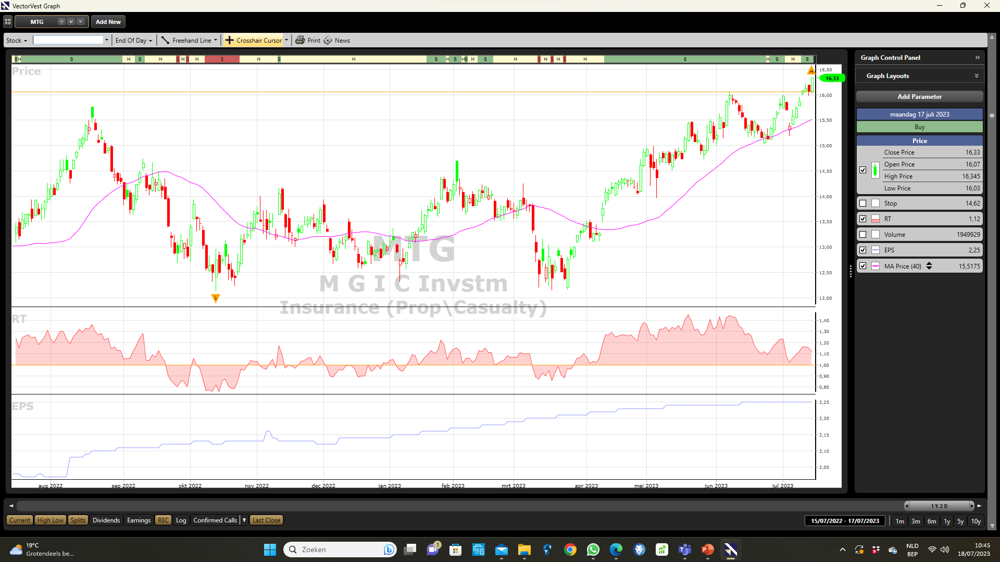 VectorVest Graph
MTG
Add New
Stock
End Of Day
Freehand Line
Crosshair Cursor
Print
News
B H B H B H S H S H S H B H B H B H B H B H S H S H S H B H B H B
Price
H
16,50
16,33
16,00
15,50
15,00
14,50
14,00
13,50
13,00
12,50
12,00
L
MTG
M G I C Invstm
Insurance (Prop\Casualty)
RT
1,40
1,30
1,20
1,10
1,00
0,90
0,80
EPS
2,25
2,20
2,15
2,10
2,05
aug 2022 sep 2022 okt 2022 nov 2022 dec 2022 jan 2023 feb 2023 mrt 2023 apr 2023 mei 2023 jun 2023 jul 2023
Graph Control Panel
Graph Layouts
Add Parameter
maandag 17 juli 2023
Buy
Price
Close Price 16,33
Open Price 16,07
High Price 16,345
Low Price 16,03
Stop 14,62
RT 1,12
Volume 1949929
EPS 2,25
MA Price (40) 15,5175
1 Y, 2 D
Current High Low Splits Dividends Earnings REC Log Confirmed Calls Last Close
15/07/2022 - 17/07/2023 1m 3m 6m 1y 5y 10y
19°C
Grotendeels be...
Zoeken
1
NLD
BEP
10:45
18/07/2023